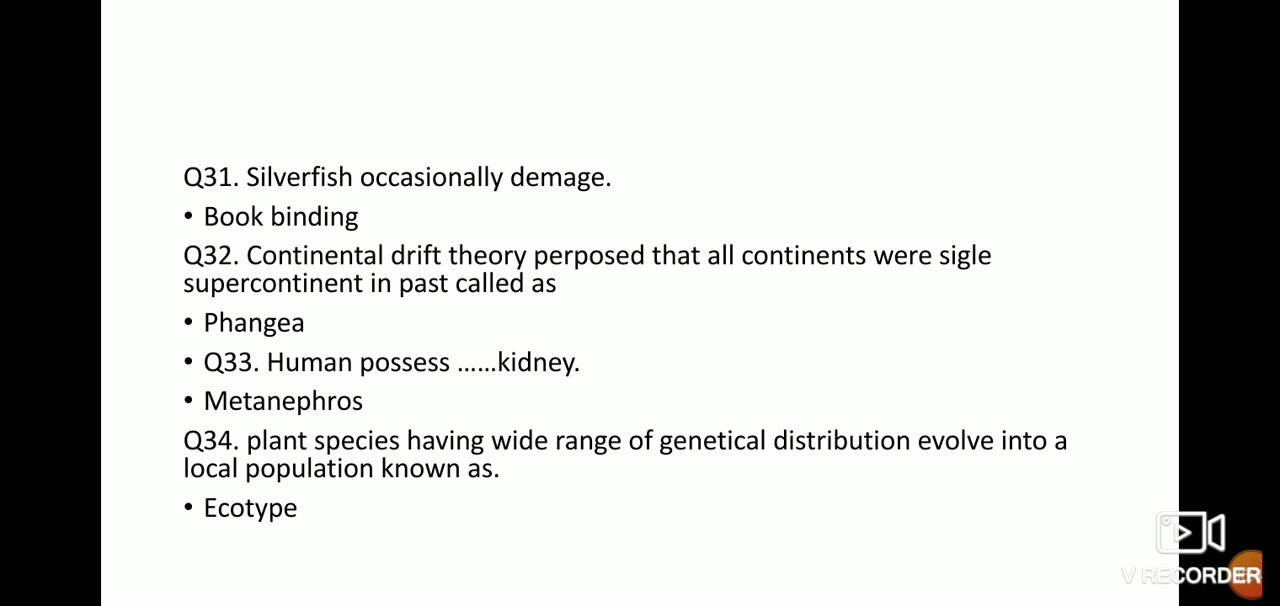 Q31. Silverfish occasionally demage.
• Book binding
Q32. Continental drift theory perposed that all continents were sigle
supercontinent in past called as
• Phangea
• Q33. Human possess ......kidney.
• Metanephros
Q34. plant species having wide range of genetical distribution evolve into a
local population known as.
• Ecotype
V RECORDER